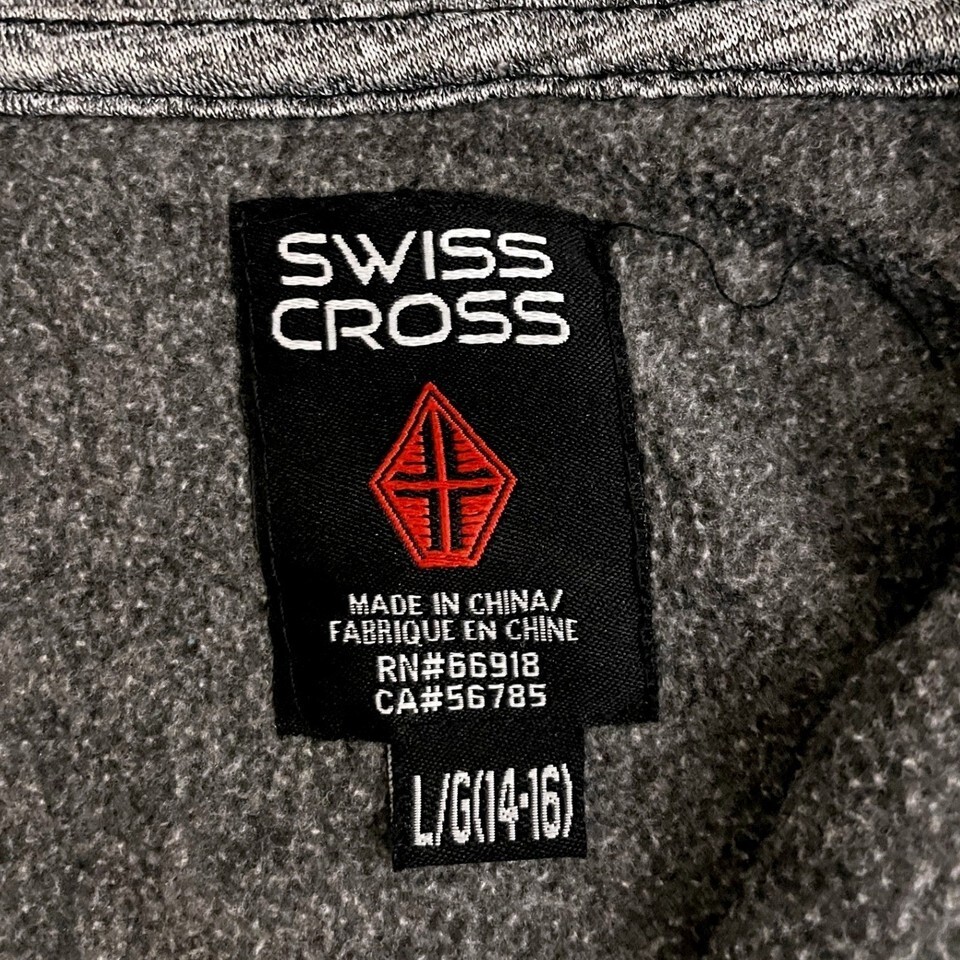 SWISS
CROSS
MADE IN CHINA/
FABRIQUE EN CHINE
RN#66918
CA#56785
L/G(14-16)